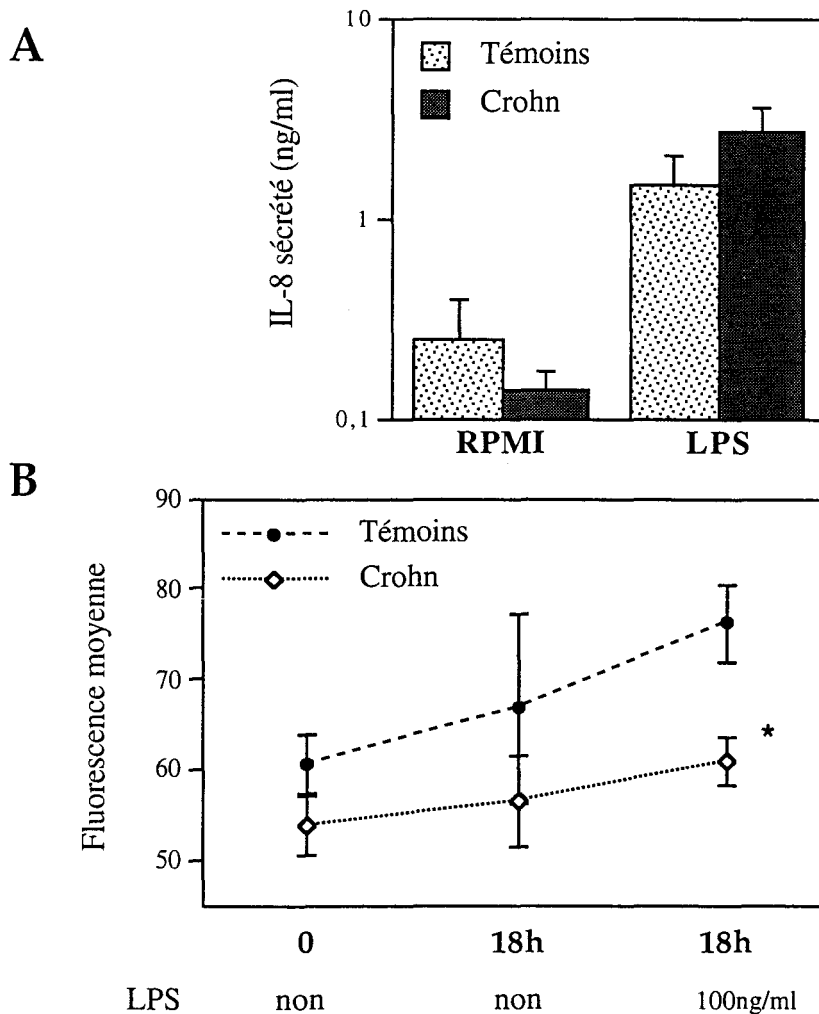 A
10
Témoins
Crohn
IL-8 sécrété (ng/ml)
1
0,1
RPMI LPS
B
90
Témoins
Crohn
80
Fluorescence moyenne
70
*
60
50
0 18h 18h
LPS non non 100ng/ml